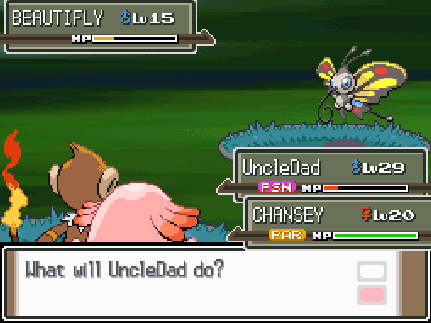 BEAUTIFLY ♂Lv15
HP
UncleDad ♂Lv29
PSN HP
CHANSEY ♀Lv20
PAR HP
What will UncleDad do?